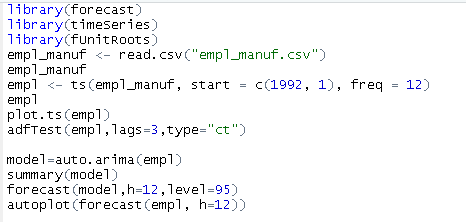 library(forecast)
library(timeSeries)
library(fUnitRoots)
empl_manuf <- read.csv("empl_manuf.csv")
empl_manuf
empl <- ts(empl_manuf, start = c(1992, 1), freq = 12)
empl
plot.ts(empl)
adfTest(empl,lags=3,type="ct")
model=auto.arima(empl)
summary(model)
forecast(model,h=12,level=95)
autoplot(forecast(empl, h=12))